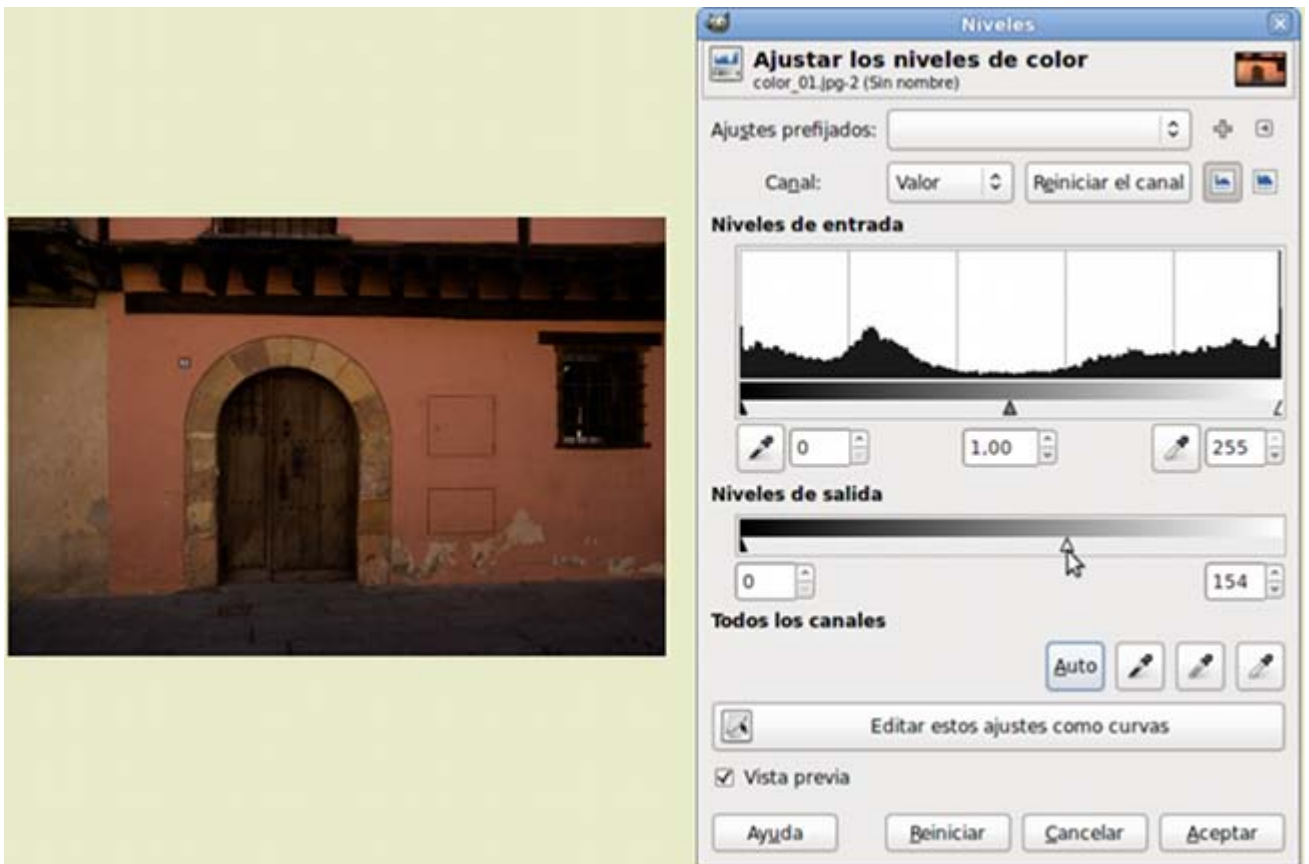 Niveles
Ajustar los niveles de color
color_01.jpg-2 (Sin nombre)
Ajustes prefijados:
Canal: Valor Reiniciar el canal
Niveles de entrada
0 1,00 255
Niveles de salida
0 154
Todos los canales
Auto
Editar estos ajustes como curvas
Vista previa
Ayuda Reiniciar Cancelar Aceptar